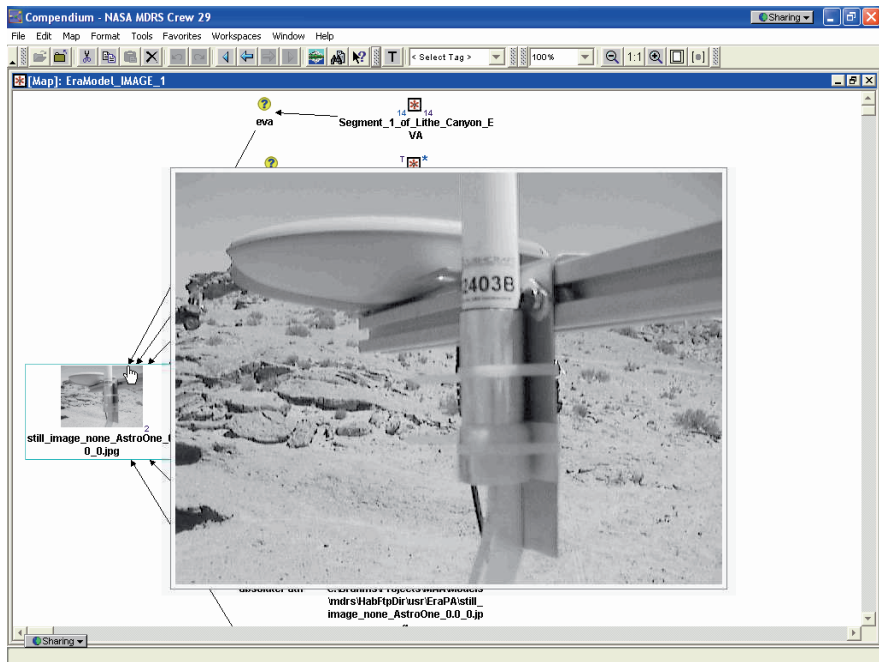 Compendium - NASA MDRS Crew 29
Sharing
File Edit Map Format Tools Favorites Workspaces Window Help
T < Select Tag > 100% 1:1
[Map]: EraModel_IMAGE_1
eva
14 14
Segment_1_of_Lithe_Canyon_E
VA
T *
2403B
2
still_image_none_AstroOne_0
0_0.jpg
\mdrs\HabFtpDir\usr\EraPA\still_
image_none_AstroOne_0.0_0.jp
Sharing